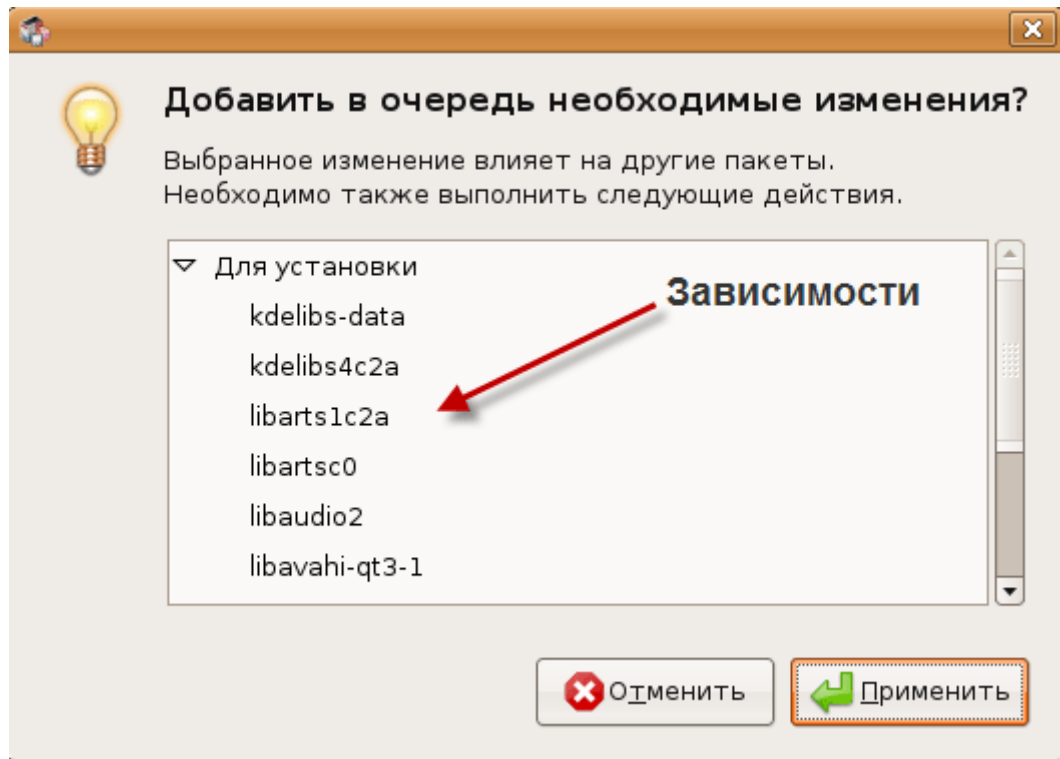 Добавить в очередь необходимые изменения?
Выбранное изменение влияет на другие пакеты.
Необходимо также выполнить следующие действия.
Для установки
Зависимости
kdelibs-data
kdelibs4c2a
libarts1c2a
libartsc0
libaudio2
libavahi-qt3-1
Отменить
Применить